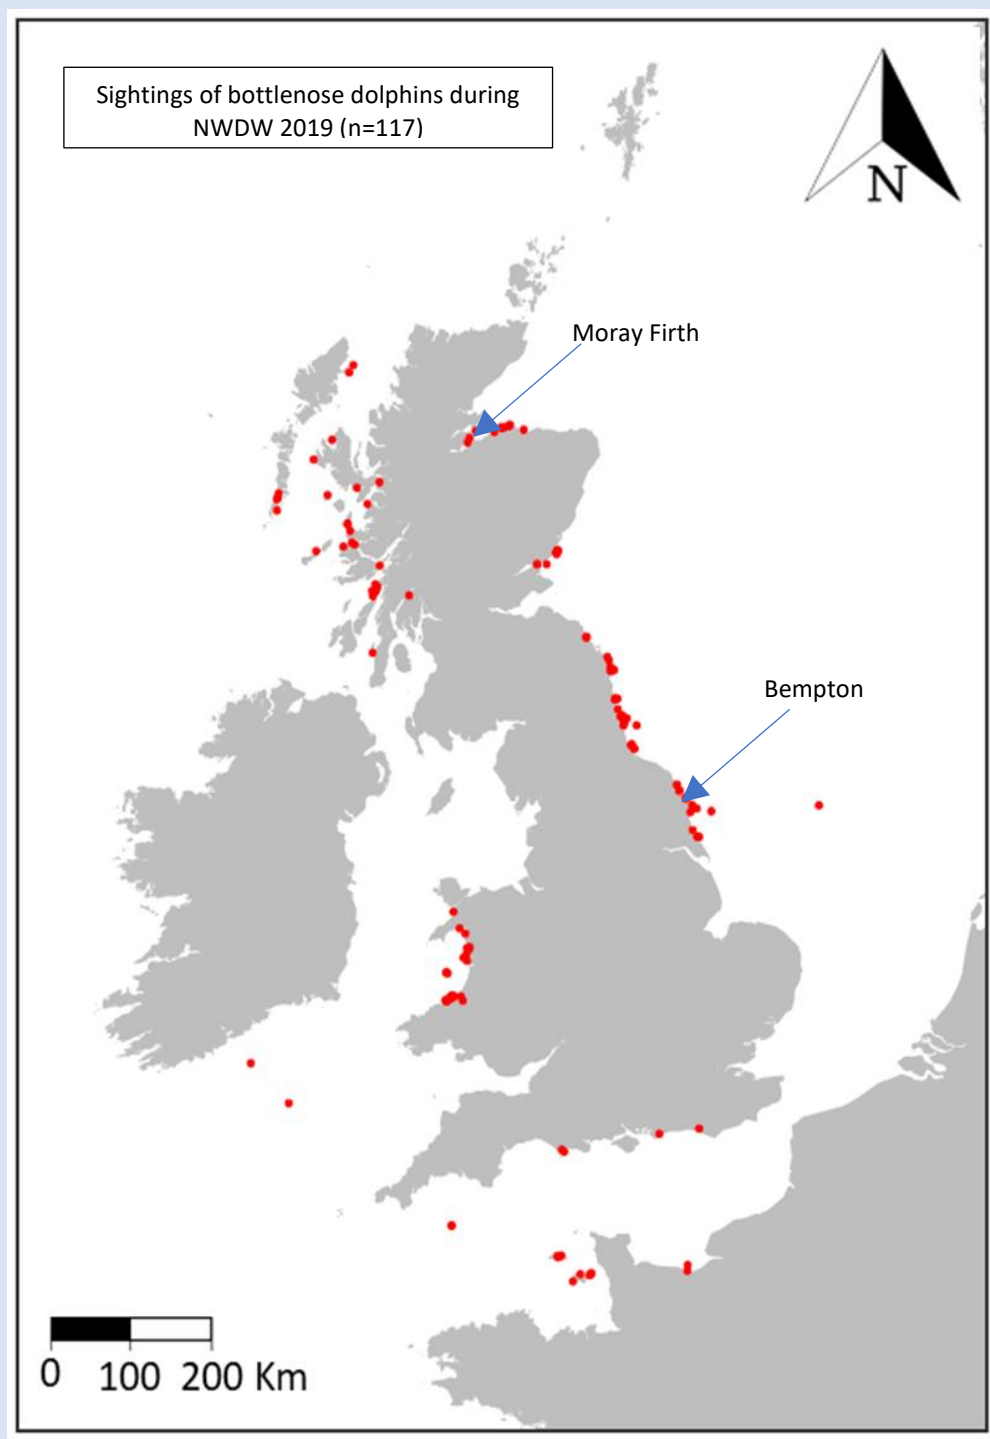 Sightings of bottlenose dolphins during
NWDW 2019 (n=117)
N
Moray Firth
Bempton
0 100 200 Km